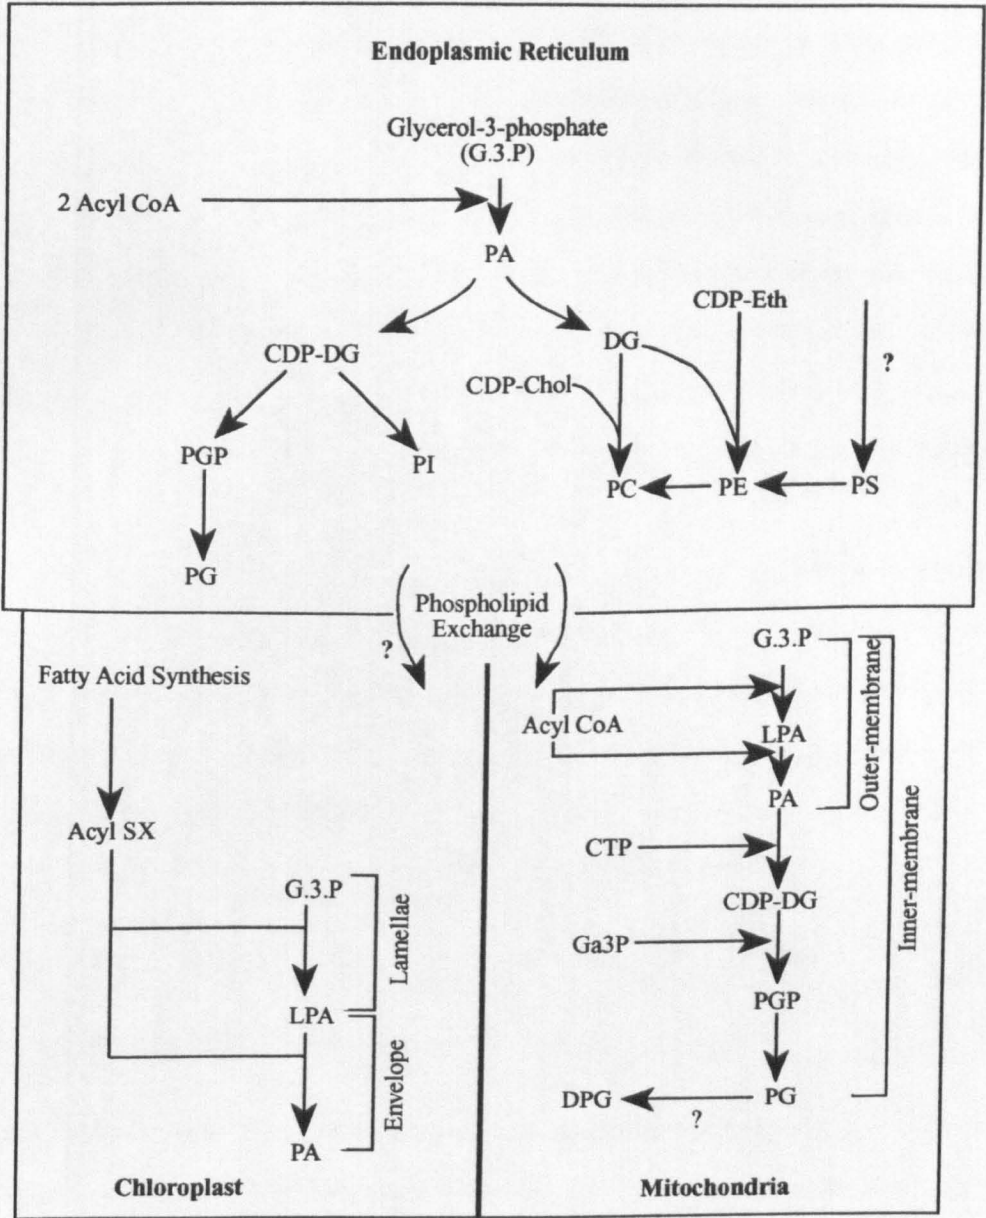 Endoplasmic Reticulum
Glycerol-3-phosphate
(G.3.P)
2 Acyl CoA
PA
CDP-Eth
CDP-DG
DG
?
CDP-Chol
PGP
PI
PC
PE
PS
PG
Phospholipid
Exchange
?
Fatty Acid Synthesis
Acyl SX
G.3.P
Lamellae
LPA
Envelope
PA
Chloroplast
G.3.P
Acyl CoA
LPA
Outer-membrane
PA
CTP
CDP-DG
Inner-membrane
Ga3P
PGP
DPG
PG
?
Mitochondria